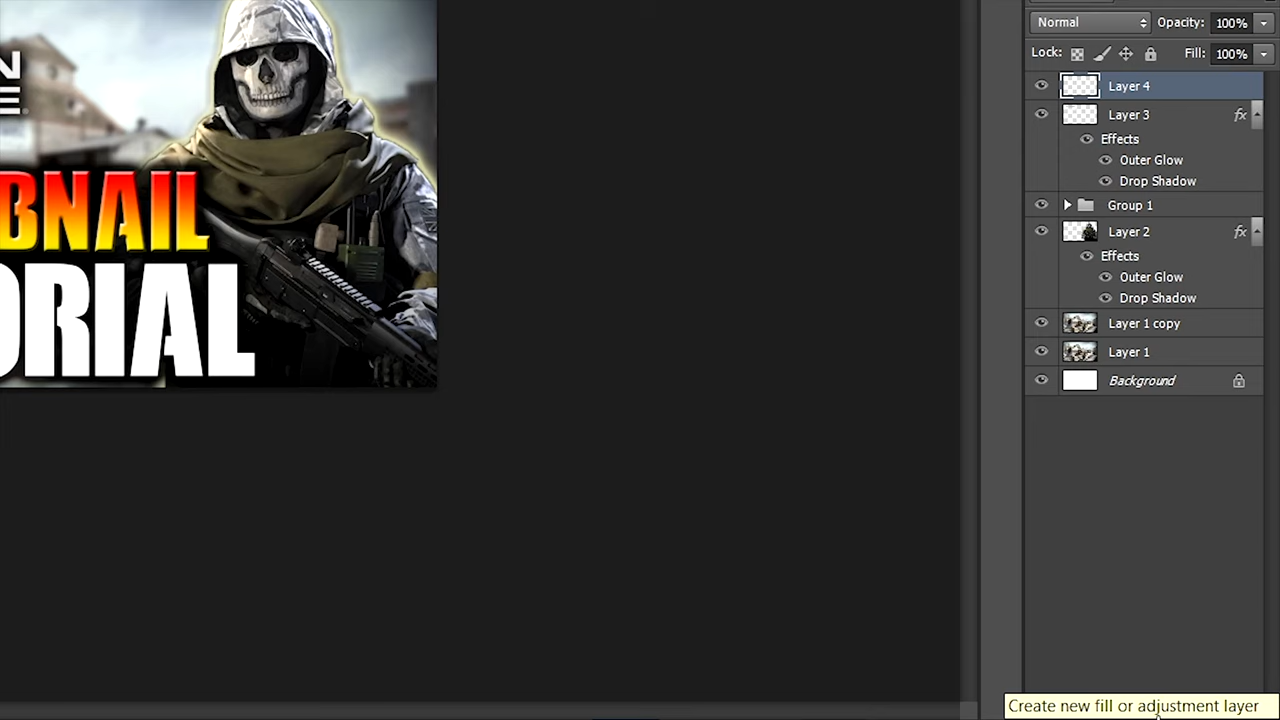 Normal Opacity: 100%
Lock: Fill: 100%
Layer 4
Layer 3 fx
Effects
Outer Glow
Drop Shadow
Group 1
Layer 2 fx
Effects
Outer Glow
Drop Shadow
Layer 1 copy
Layer 1
Background
BNAIL
ORIAL
Create new fill or adjustment layer